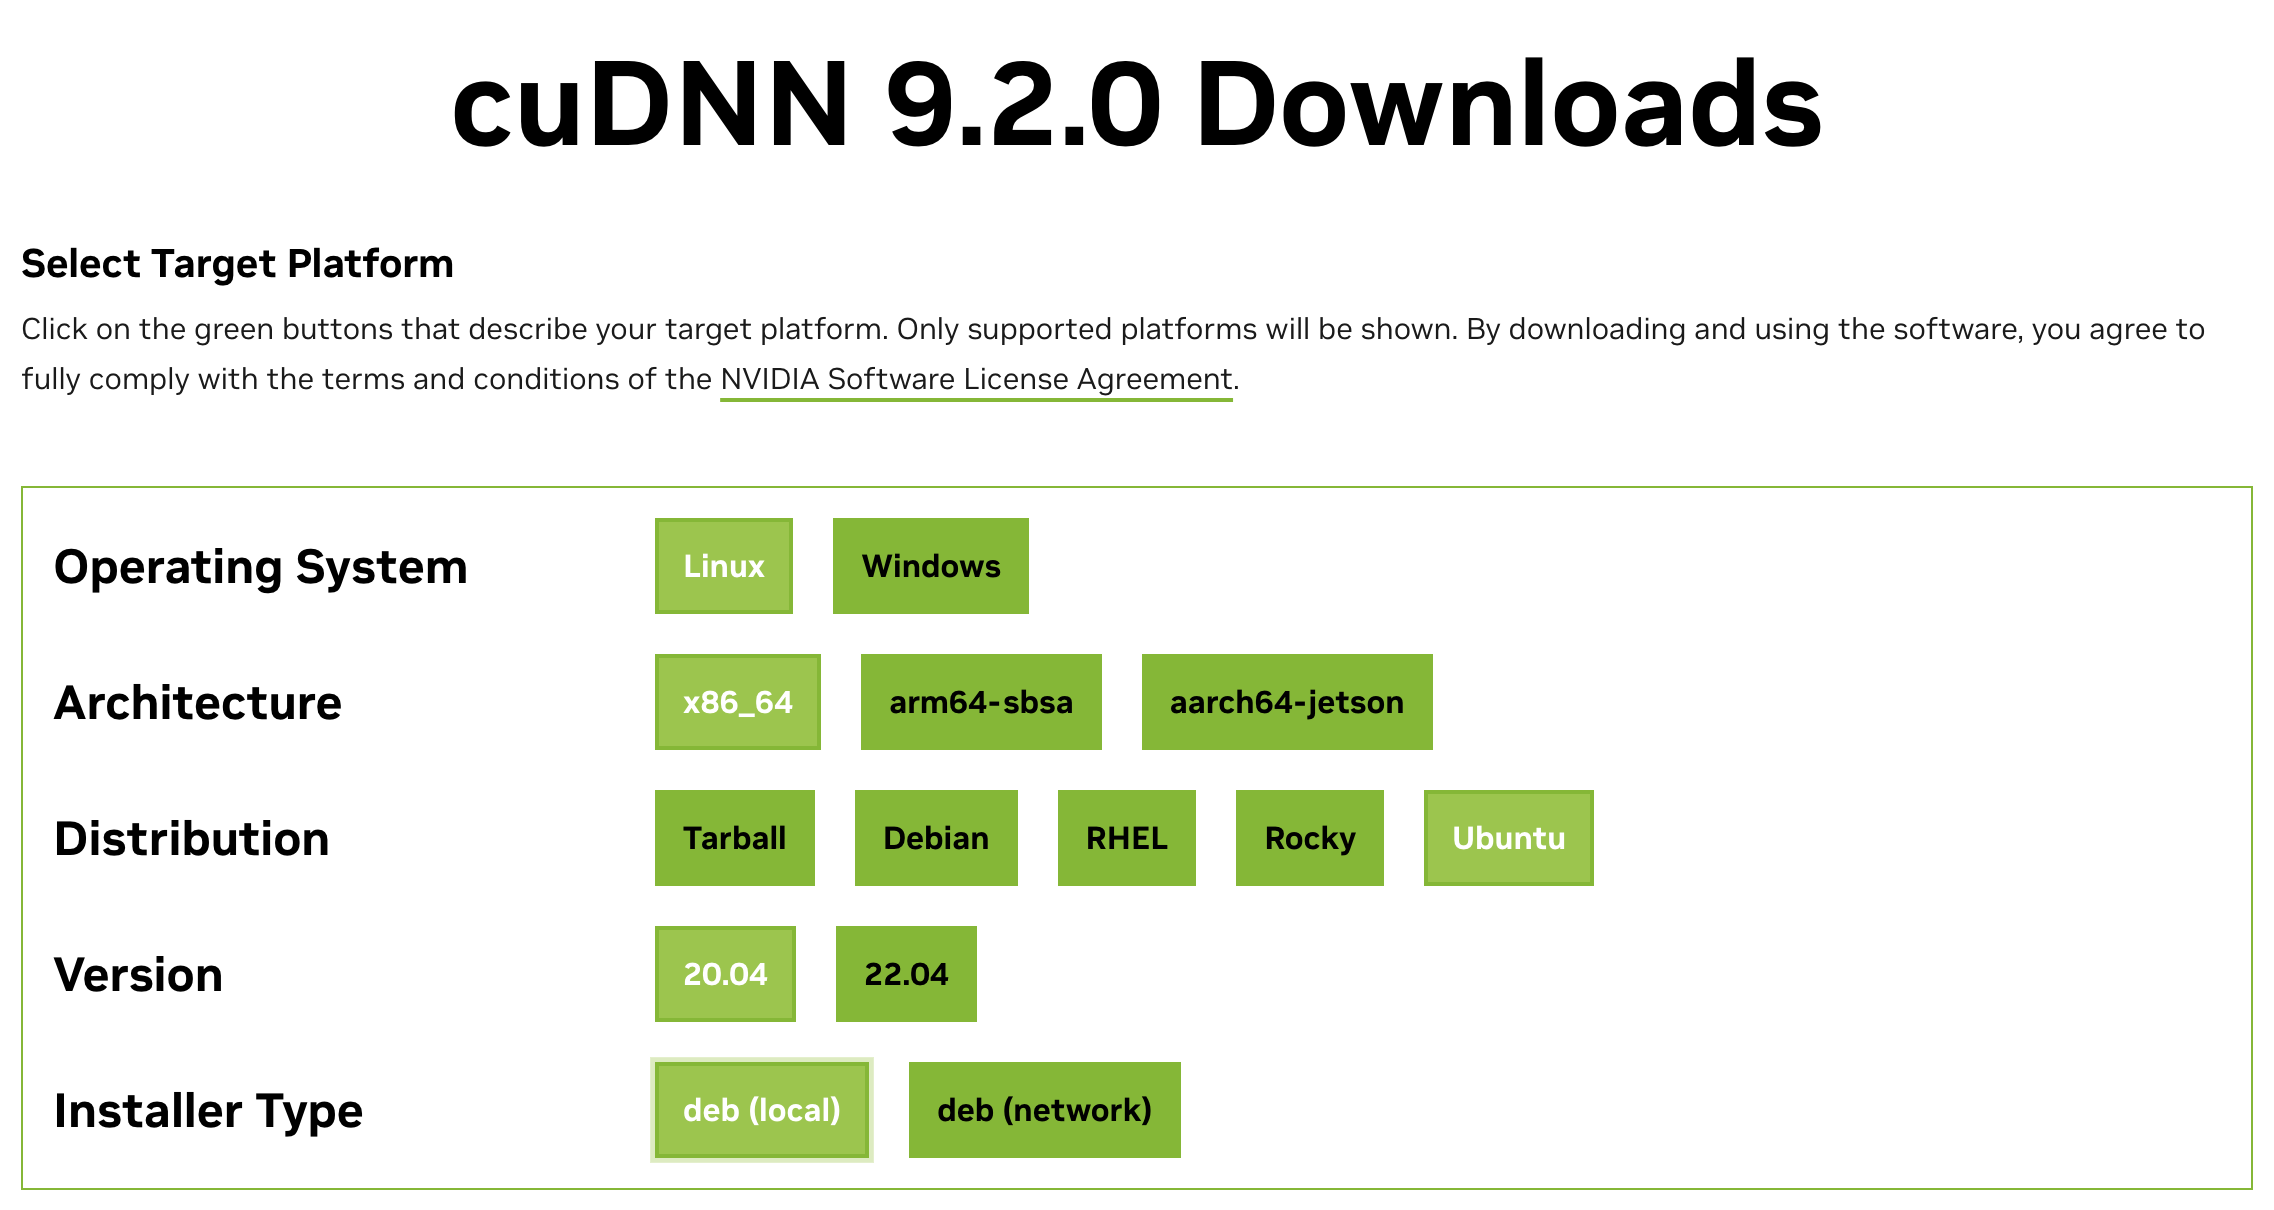 cuDNN 9.2.0 Downloads
Select Target Platform
Click on the green buttons that describe your target platform. Only supported platforms will be shown. By downloading and using the software, you agree to
fully comply with the terms and conditions of the NVIDIA Software License Agreement.
Operating System Linux Windows
Architecture x86_64 arm64-sbsa aarch64-jetson
Distribution Tarball Debian RHEL Rocky Ubuntu
Version 20.04 22.04
Installer Type deb (local) deb (network)